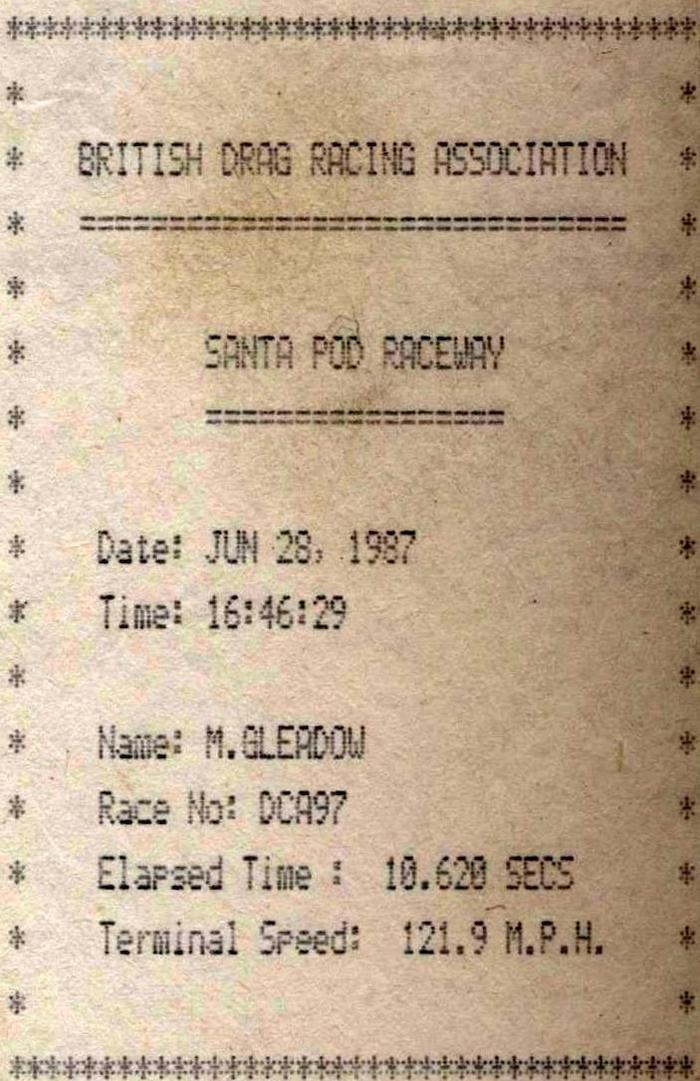 ***************************************
* *
* BRITISH DRAG RACING ASSOCIATION *
* =============================== *
* *
* SANTA POD RACEWAY *
* ================= *
* *
* Date: JUN 28, 1987 *
* Time: 16:46:29 *
* *
* Name: M.GLEADOW *
* Race No: DCA97 *
* Elapsed Time : 10.620 SECS *
* Terminal Speed: 121.9 M.P.H. *
* *
***************************************